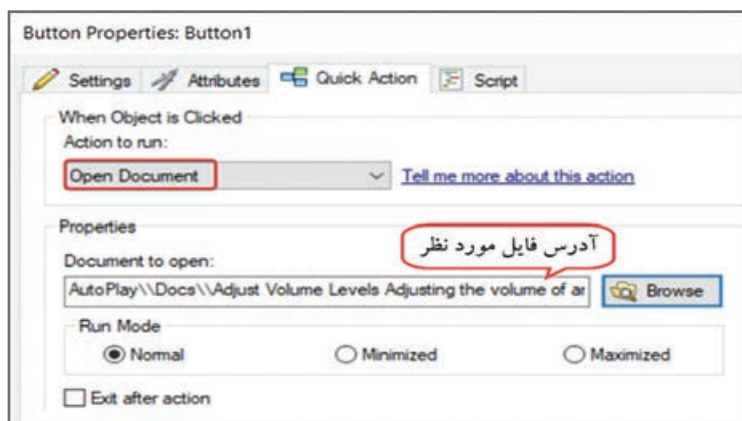 Button Properties: Button1
Settings Attributes Quick Action Script
When Object is Clicked
Action to run:
Open Document Tell me more about this action
Properties
آدرس فایل مورد نظر
Document to open:
AutoPlay\\Docs\\Adjust Volume Levels Adjusting the volume of ar Browse
Run Mode
Normal Minimized Maximized
Exit after action